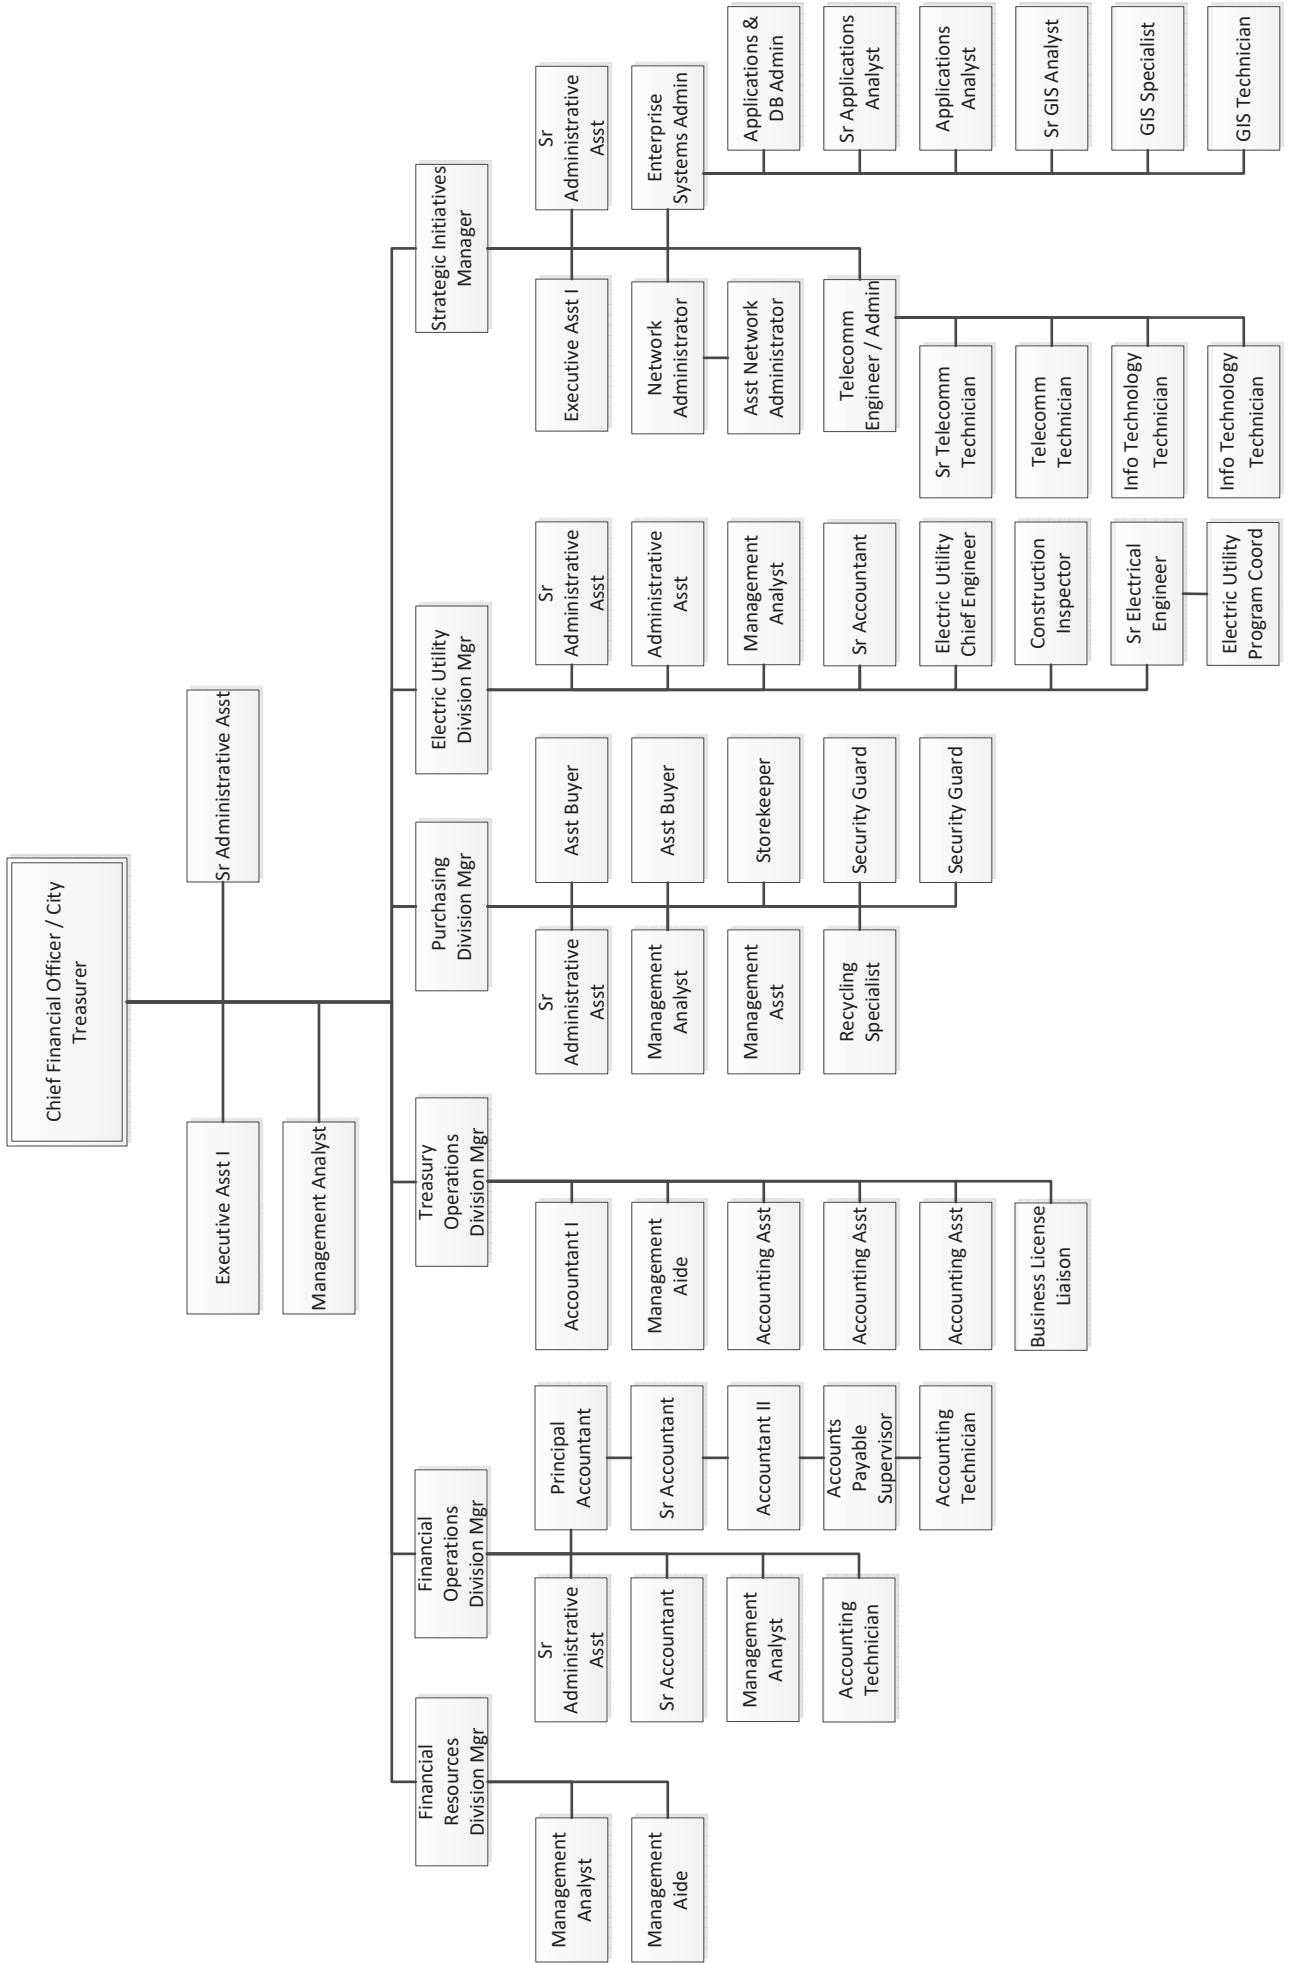 Chief Financial Officer / City
Treasurer
Executive Asst I
Sr Administrative Asst
Management Analyst
Financial
Resources
Division Mgr
Management
Analyst
Management
Aide
Financial
Operations
Division Mgr
Sr
Administrative
Asst
Sr Accountant
Management
Analyst
Accounting
Technician
Principal
Accountant
Sr Accountant
Accountant II
Accounts
Payable
Supervisor
Accounting
Technician
Treasury
Operations
Division Mgr
Accountant I
Management
Aide
Accounting Asst
Accounting Asst
Accounting Asst
Business License
Liaison
Purchasing
Division Mgr
Sr
Administrative
Asst
Management
Analyst
Management
Asst
Recycling
Specialist
Asst Buyer
Asst Buyer
Storekeeper
Security Guard
Security Guard
Electric Utility
Division Mgr
Sr
Administrative
Asst
Administrative
Asst
Management
Analyst
Sr Accountant
Electric Utility
Chief Engineer
Construction
Inspector
Sr Electrical
Engineer
Electric Utility
Program Coord
Strategic Initiatives
Manager
Executive Asst I
Sr
Administrative
Asst
Network
Administrator
Asst Network
Administrator
Telecomm
Engineer / Admin
Sr Telecomm
Technician
Telecomm
Technician
Info Technology
Technician
Info Technology
Technician
Enterprise
Systems Admin
Applications &
DB Admin
Sr Applications
Analyst
Applications
Analyst
Sr GIS Analyst
GIS Specialist
GIS Technician